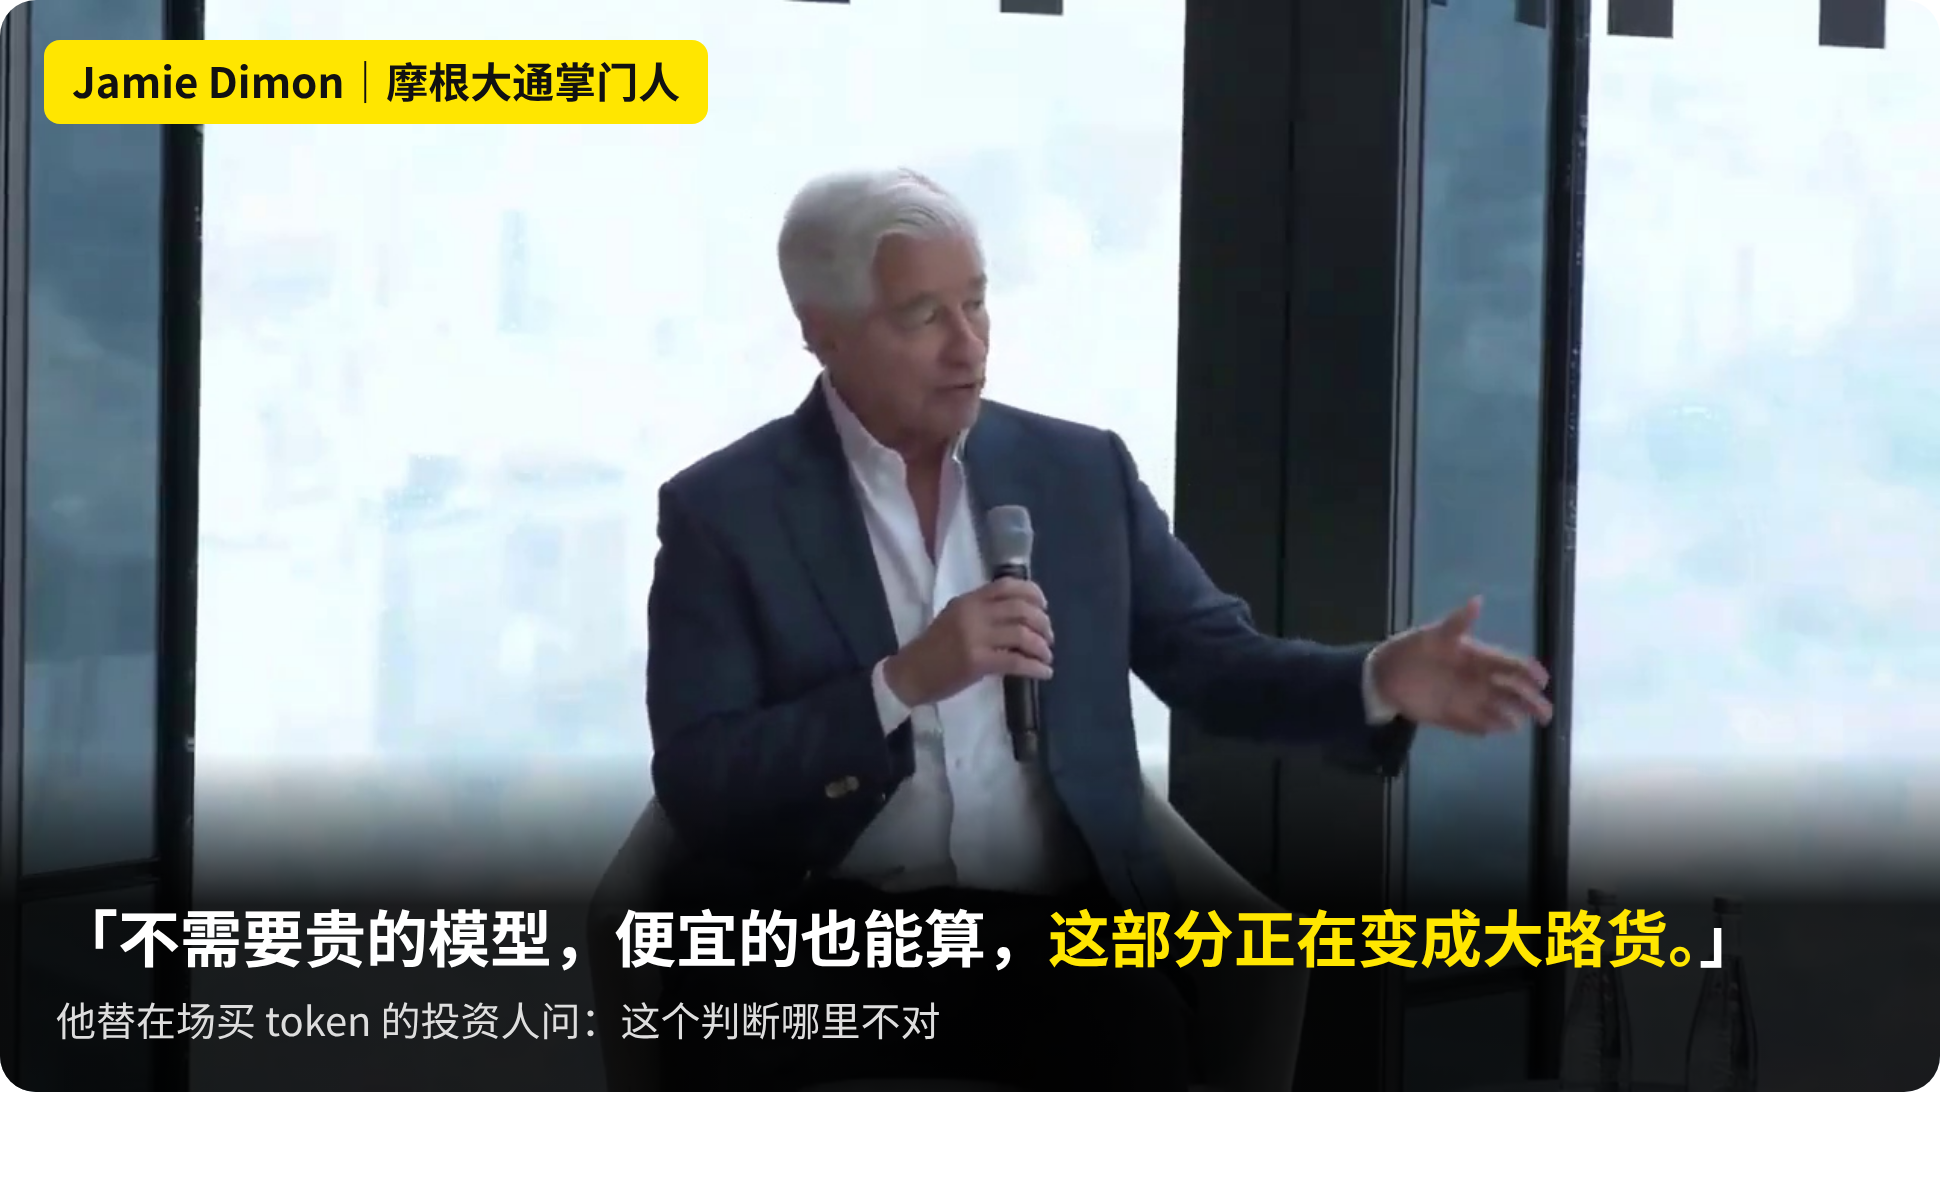 Jamie Dimon｜摩根大通掌门人
「不需要贵的模型，便宜的也能算，这部分正在变成大路货。」
他替在场买 token 的投资人问：这个判断哪里不对